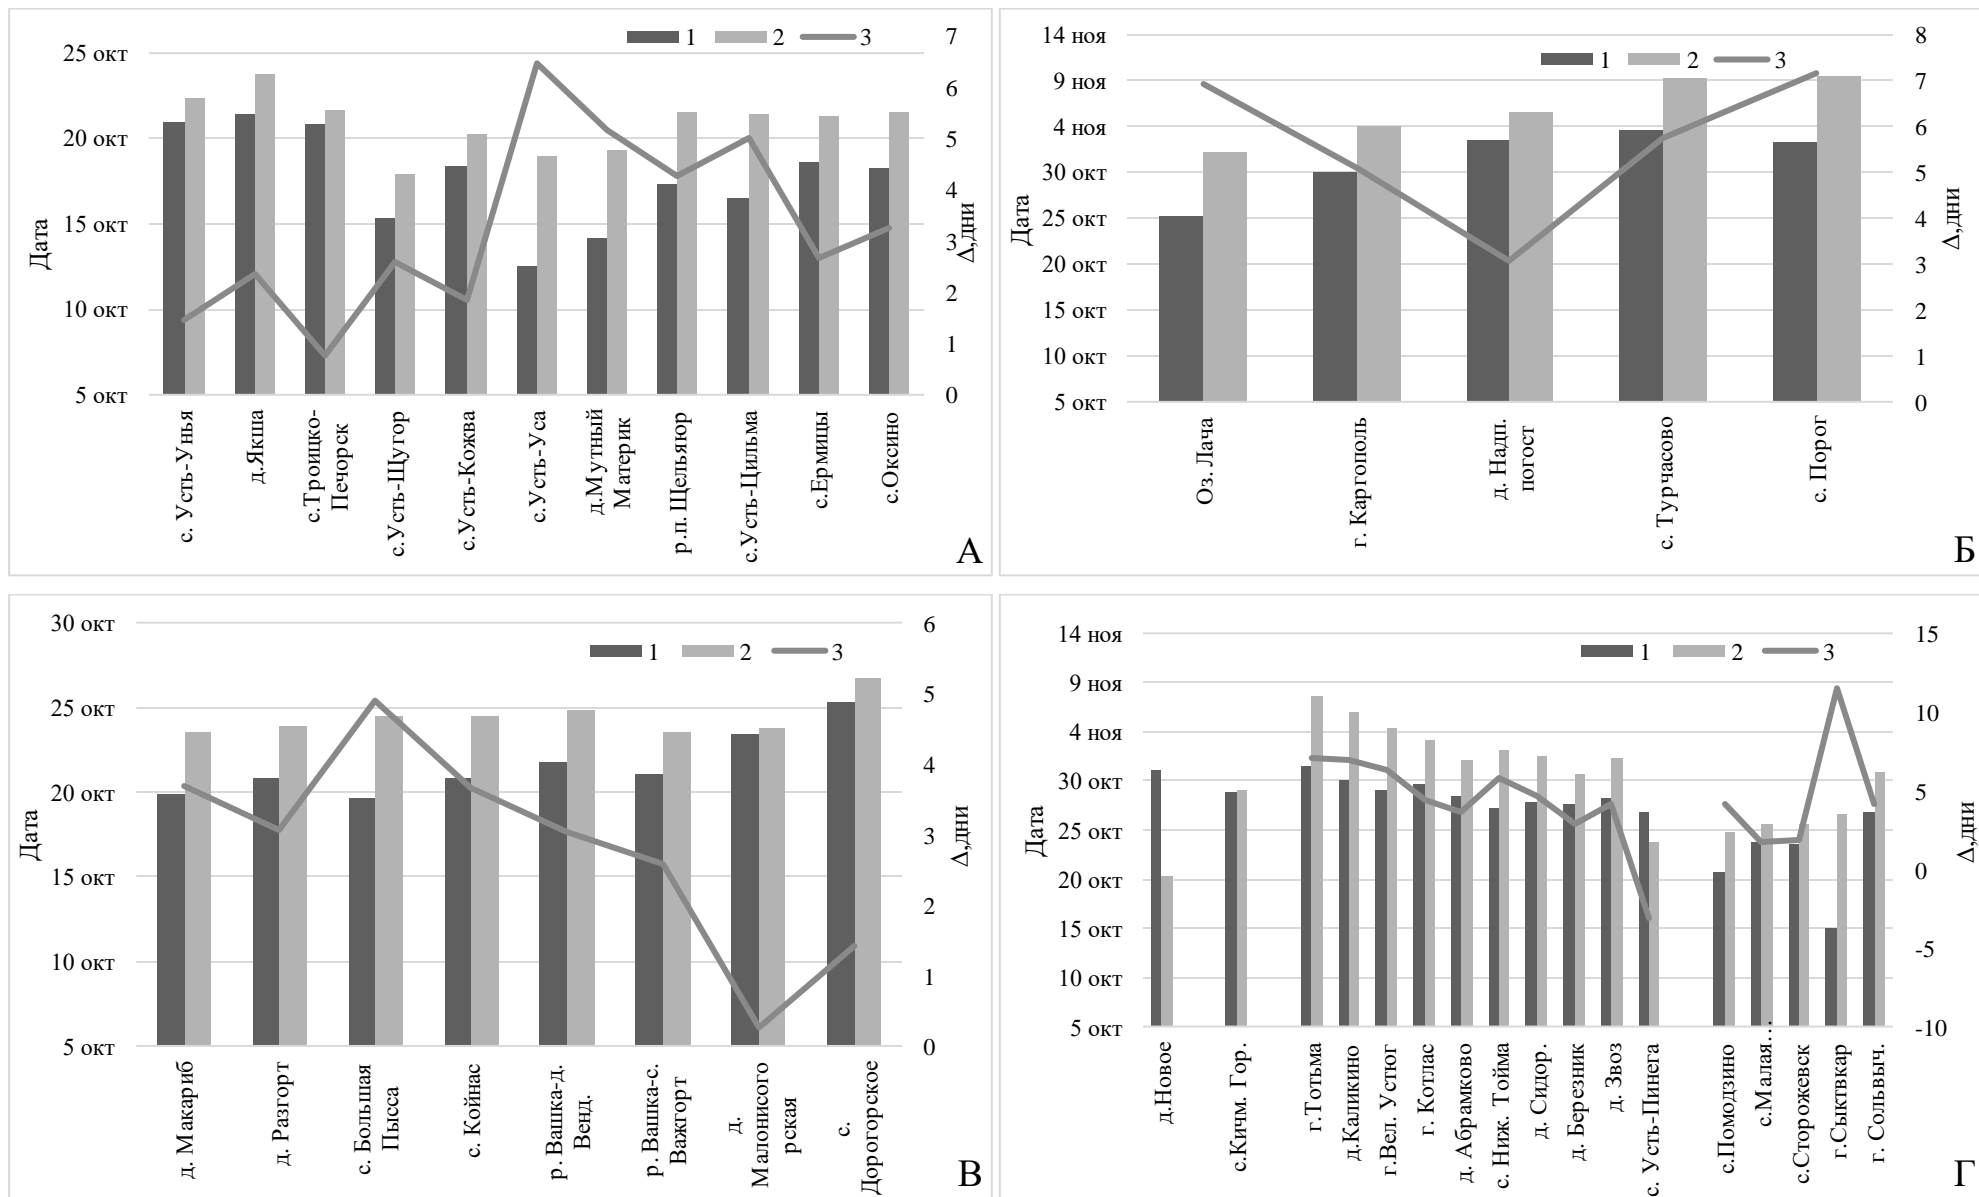 1 2 3
25 окт
20 окт
15 окт
10 окт
5 окт
7
6
5
4
3
2
1
0
Дата
Δ,дни
с. Усть-Унья
д.Якша
с.Троицко-
Печорск
с.Усть-Щугор
с.Усть-Кожва
с.Усть-Уса
д.Мутный
Материк
р.п. Щельяюр
с.Усть-Цильма
с.Ермицы
с.Оксино
А
1 2 3
14 ноя
9 ноя
4 ноя
30 окт
25 окт
20 окт
15 окт
10 окт
5 окт
8
7
6
5
4
3
2
1
0
Дата
Δ,дни
Оз. Лача
г. Каргополь
д. Надп.
погост
с. Турчасово
с. Порог
Б
1 2 3
30 окт
25 окт
20 окт
15 окт
10 окт
5 окт
6
5
4
3
2
1
0
Дата
Δ,дни
д. Макариб
д. Разгорт
с. Большая
Пысса
с. Койнас
р. Вашка-д.
Венд.
р. Вашка-с.
Важгорт
д.
Малонисого
рская
с.
Дорогорское
В
1 2 3
14 ноя
9 ноя
4 ноя
30 окт
25 окт
20 окт
15 окт
10 окт
5 окт
15
10
5
0
-5
-10
Дата
Δ,дни
д.Новое
с.Кичм. Гор.
г.Тотьма
д.Каликино
г.Вел. Устюг
г. Котлас
д. Абрамково
с. Ниж. Тойма
д. Сидор.
д. Березник
д. Звоз
с. Усть-Пинега
с.Помодзино
с.Малая…
с.Сторожевск
г.Сыктвкар
г. Сольвыч.
Г